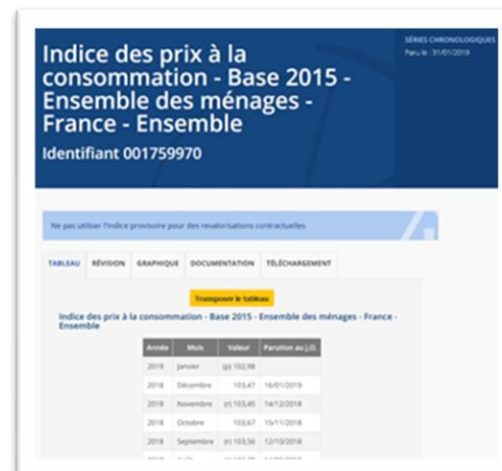 Indice des prix à la
consommation - Base 2015 -
Ensemble des ménages -
France - Ensemble
Identifiant 001759970
SÉRIES CHRONOLOGIQUES
Paru le : 31/01/2019
Ne pas utiliser l'indice provisoire pour des revalorisations contractuelles
TABLEAU RÉVISION GRAPHIQUE DOCUMENTATION TÉLÉCHARGEMENT
Transposer le tableau
Indice des prix à la consommation - Base 2015 - Ensemble des ménages - France -
Ensemble
Année Mois Valeur Parution au J.O.
2019 Janvier (p) 102,98
2018 Décembre 103,47 16/01/2019
2018 Novembre (r) 103,45 14/12/2018
2018 Octobre 103,67 15/11/2018
2018 Septembre (r) 103,56 12/10/2018